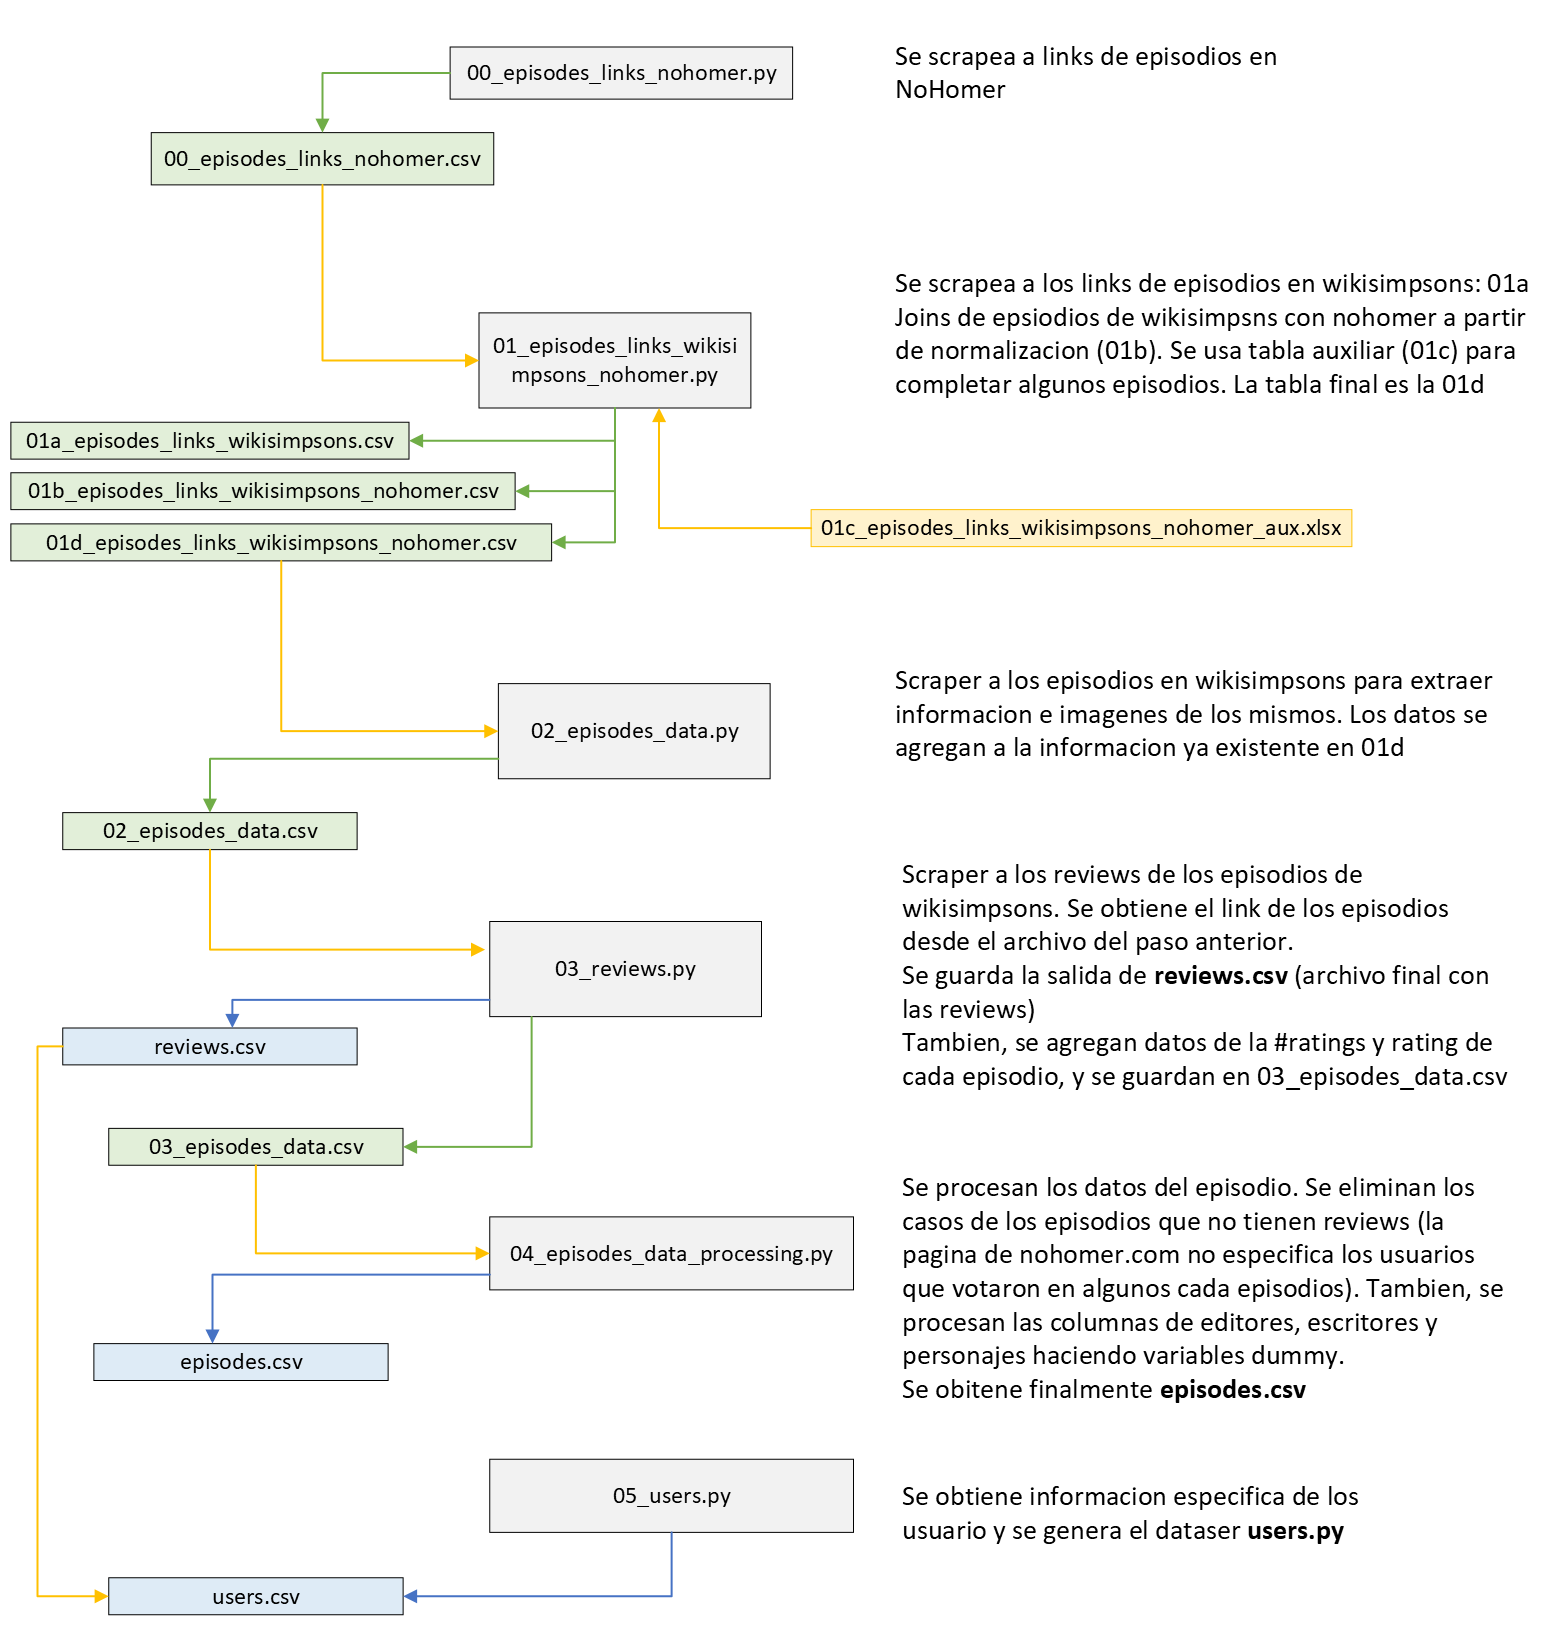 00_episodes_links_nohomer.py
Se scrapea a links de episodios en
NoHomer
00_episodes_links_nohomer.csv
01_episodes_links_wikisi
mpsons_nohomer.py
Se scrapea a los links de episodios en wikisimpsons: 01a
Joins de epsiodios de wikisimpsns con nohomer a partir
de normalizacion (01b). Se usa tabla auxiliar (01c) para
completar algunos episodios. La tabla final es la 01d
01a_episodes_links_wikisimpsons.csv
01b_episodes_links_wikisimpsons_nohomer.csv
01d_episodes_links_wikisimpsons_nohomer.csv
01c_episodes_links_wikisimpsons_nohomer_aux.xlsx
02_episodes_data.py
Scraper a los episodios en wikisimpsons para extraer
informacion e imagenes de los mismos. Los datos se
agregan a la informacion ya existente en 01d
02_episodes_data.csv
03_reviews.py
Scraper a los reviews de los episodios de
wikisimpsons. Se obtiene el link de los episodios
desde el archivo del paso anterior.
Se guarda la salida de reviews.csv (archivo final con
las reviews)
Tambien, se agregan datos de la #ratings y rating de
cada episodio, y se guardan en 03_episodes_data.csv
reviews.csv
03_episodes_data.csv
04_episodes_data_processing.py
Se procesan los datos del episodio. Se eliminan los
casos de los episodios que no tienen reviews (la
pagina de nohomer.com no especifica los usuarios
que votaron en algunos cada episodios). Tambien, se
procesan las columnas de editores, escritores y
personajes haciendo variables dummy.
Se obitene finalmente episodes.csv
episodes.csv
05_users.py
Se obtiene informacion especifica de los
usuario y se genera el dataser users.py
users.csv